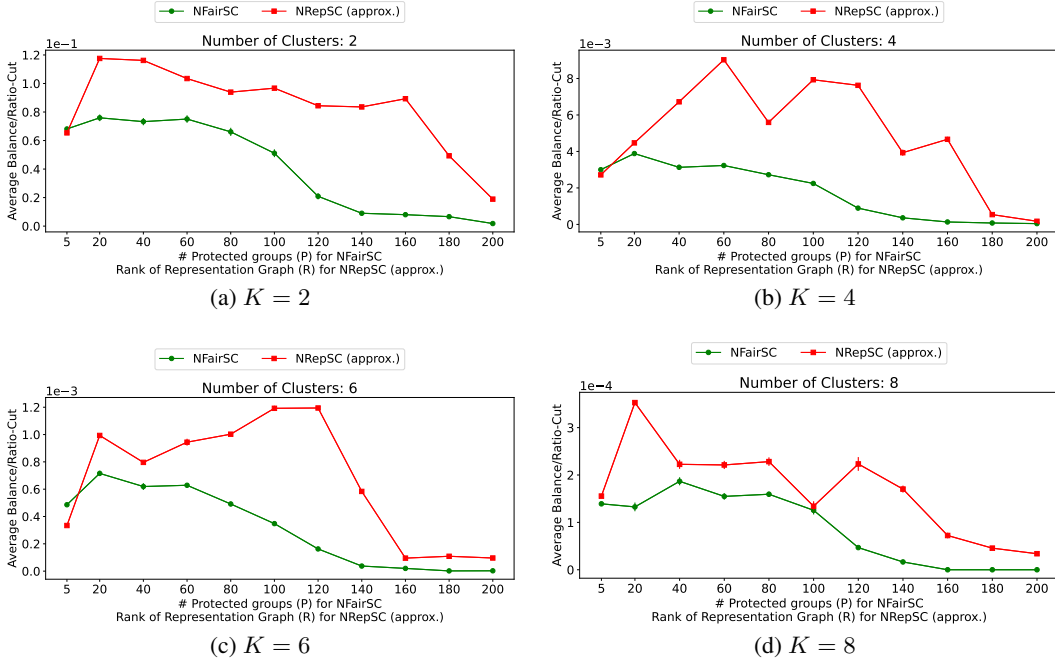 NFairSC NRepSC (approx.)
Number of Clusters: 2
1e−1
Average Balance/Ratio-Cut
1.2
1.0
0.8
0.6
0.4
0.2
0.0
5 20 40 60 80 100 120 140 160 180 200
# Protected groups (P) for NFairSC
Rank of Representation Graph (R) for NRepSC (approx.)
(a) K = 2
NFairSC NRepSC (approx.)
Number of Clusters: 4
1e−3
Average Balance/Ratio-Cut
8
6
4
2
0
5 20 40 60 80 100 120 140 160 180 200
# Protected groups (P) for NFairSC
Rank of Representation Graph (R) for NRepSC (approx.)
(b) K = 4
NFairSC NRepSC (approx.)
Number of Clusters: 6
1e−3
Average Balance/Ratio-Cut
1.2
1.0
0.8
0.6
0.4
0.2
0.0
5 20 40 60 80 100 120 140 160 180 200
# Protected groups (P) for NFairSC
Rank of Representation Graph (R) for NRepSC (approx.)
(c) K = 6
NFairSC NRepSC (approx.)
Number of Clusters: 8
1e−4
Average Balance/Ratio-Cut
3
2
1
0
5 20 40 60 80 100 120 140 160 180 200
# Protected groups (P) for NFairSC
Rank of Representation Graph (R) for NRepSC (approx.)
(d) K = 8